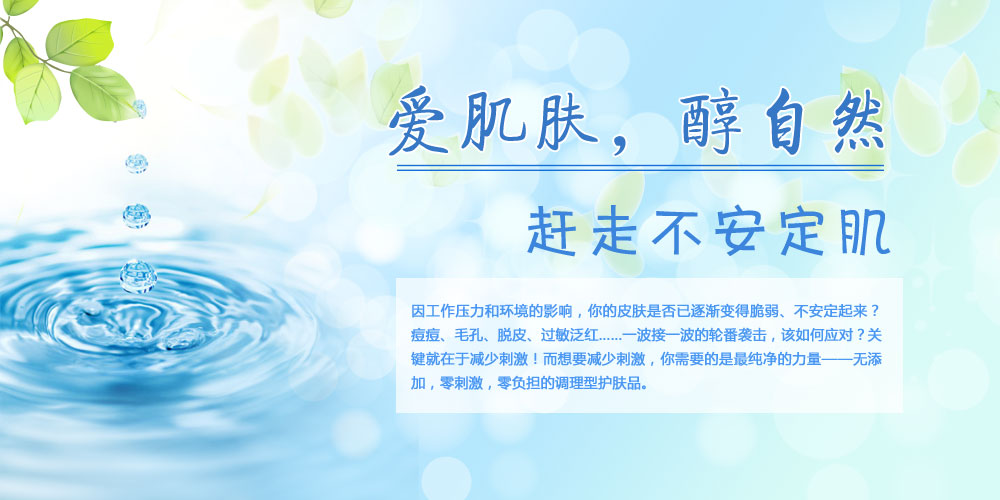 爱肌肤，醇自然
赶走不安定肌
因工作压力和环境的影响，你的皮肤是否已逐渐变得脆弱、不安定起来？
痘痘、毛孔、脱皮、过敏泛红……一波接一波的轮番袭击，该如何应对？关
键就在于减少刺激！而想要减少刺激，你需要的是最纯净的力量——无添
加，零刺激，零负担的调理型护肤品。